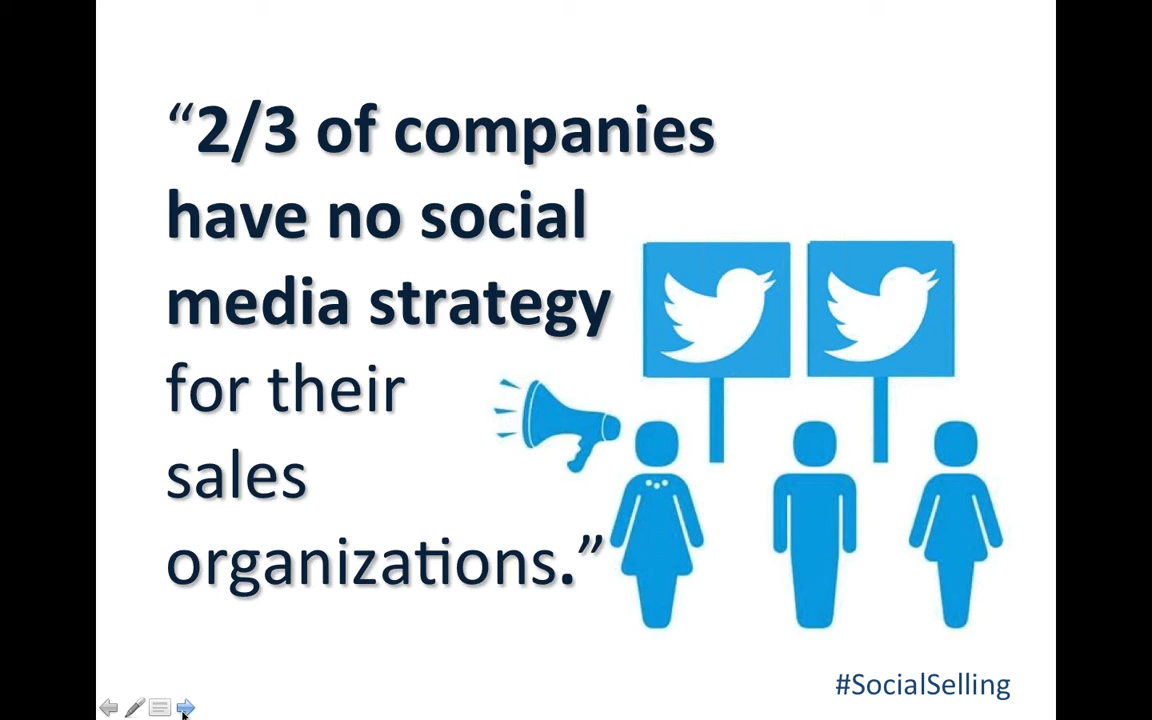 “2/3 of companies
have no social
media strategy
for their
sales
organizations.”
#SocialSelling